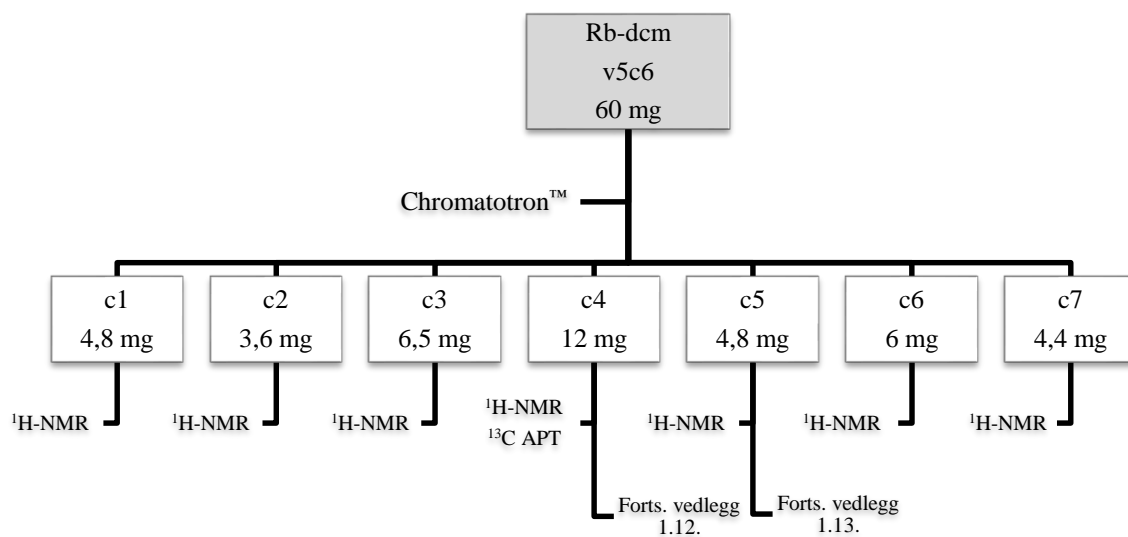 Rb-dcm
v5c6
60 mg
Chromatotron™
c1
4,8 mg
c2
3,6 mg
c3
6,5 mg
c4
12 mg
c5
4,8 mg
c6
6 mg
c7
4,4 mg
¹H-NMR
¹H-NMR
¹H-NMR
¹H-NMR
¹³C APT
¹H-NMR
¹H-NMR
¹H-NMR
Forts. vedlegg
1.12.
Forts. vedlegg
1.13.